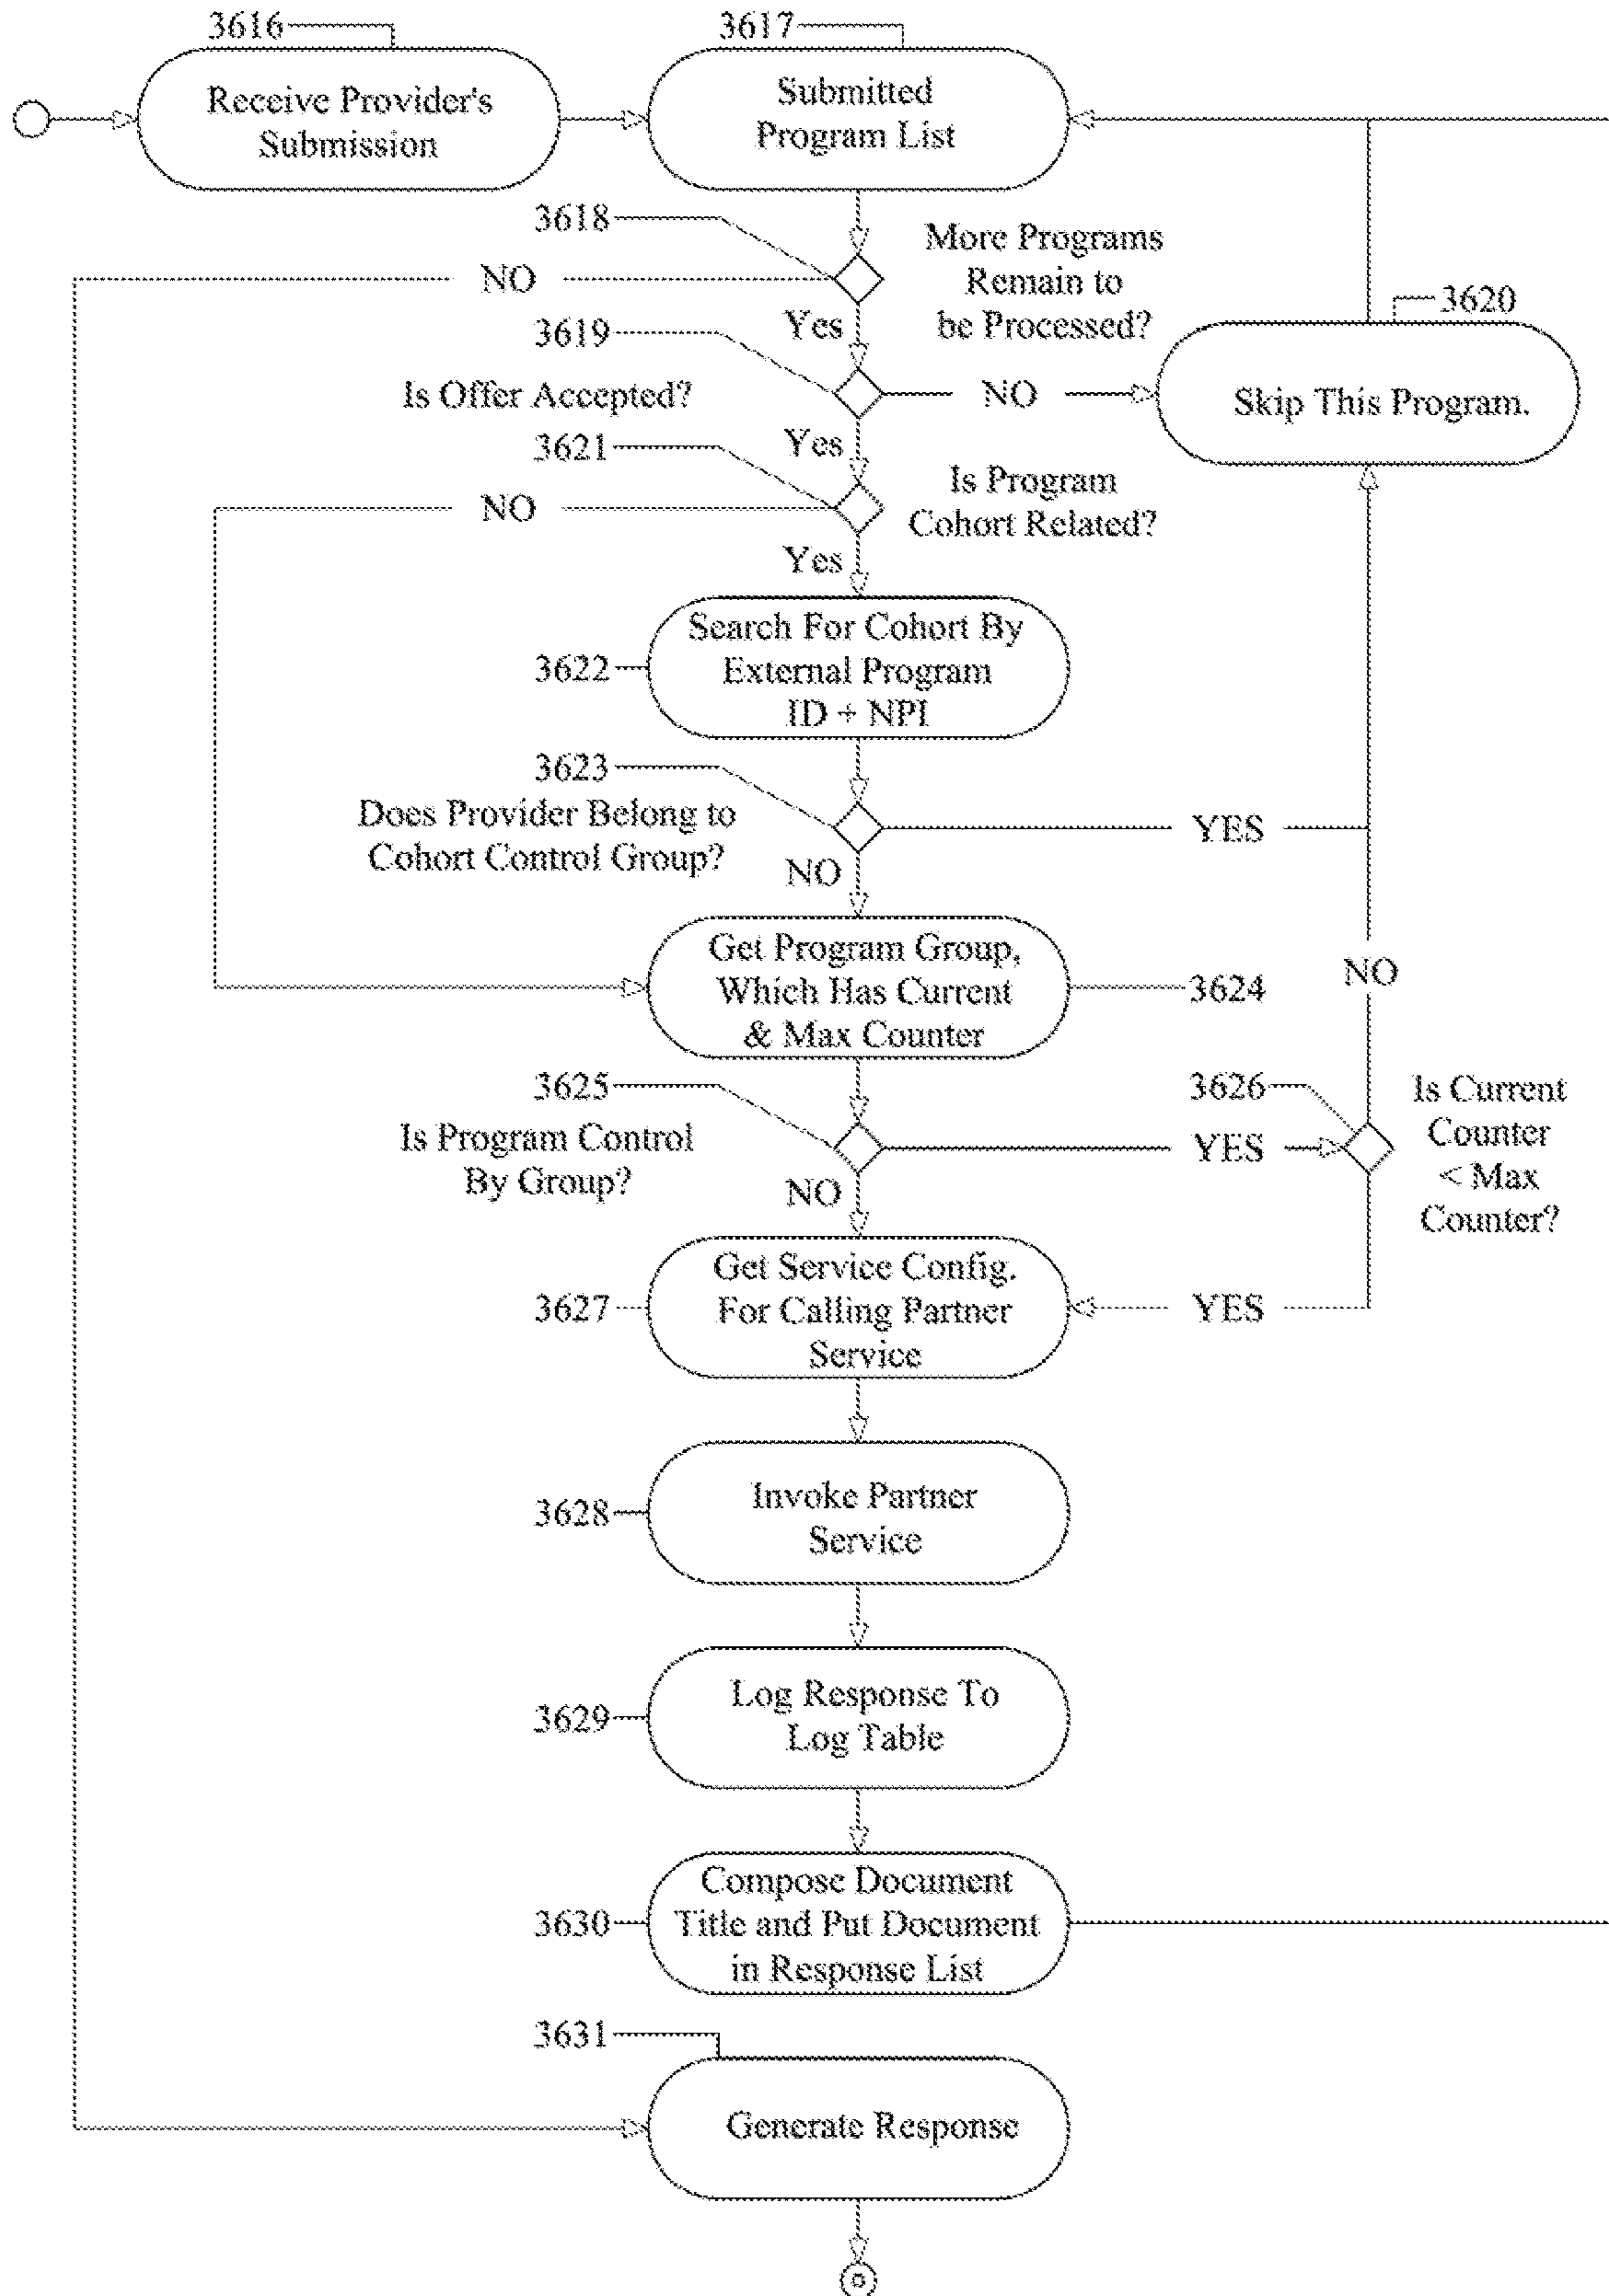 3616
3617
Receive Provider's
Submission
Submitted
Program List
3618
More Programs
Remain to
be Processed?
NO
Yes
3619
3620
Is Offer Accepted?
NO
Skip This Program.
Yes
3621
Is Program
Cohort Related?
NO
Yes
Search For Cohort By
External Program
ID + NPI
3622
3623
Does Provider Belong to
Cohort Control Group?
YES
NO
Get Program Group,
Which Has Current
& Max Counter
3624
NO
3625
3626
Is Current
Counter
< Max
Counter?
Is Program Control
By Group?
YES
NO
Get Service Config.
For Calling Partner
Service
3627
YES
Invoke Partner
Service
3628
Log Response To
Log Table
3629
Compose Document
Title and Put Document
in Response List
3630
3631
Generate Response